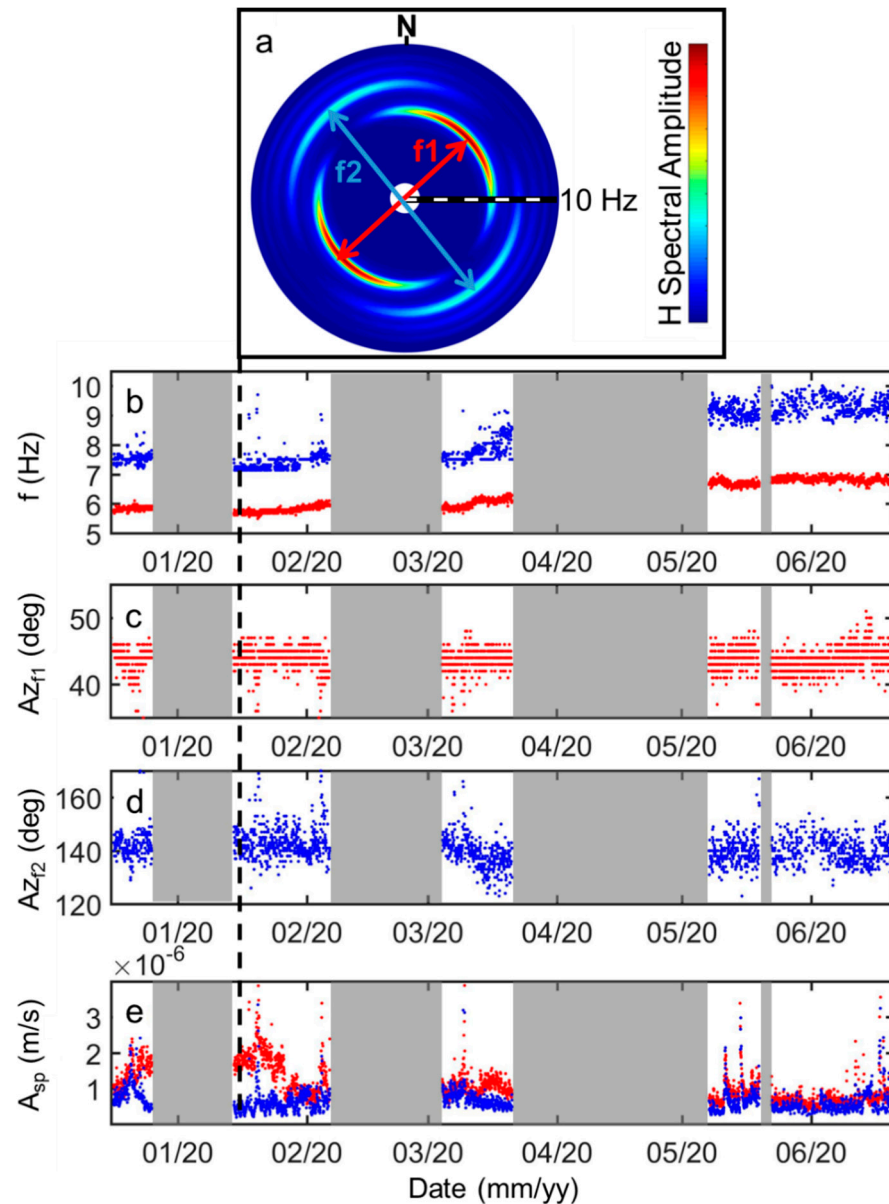 a
N
f1
f2
10 Hz
H Spectral Amplitude
b
10
9
8
7
6
5
f (Hz)
01/20 02/20 03/20 04/20 05/20 06/20
c
50
40
Az_f1 (deg)
01/20 02/20 03/20 04/20 05/20 06/20
d
160
140
120
Az_f2 (deg)
01/20 02/20 03/20 04/20 05/20 06/20
×10^-6
e
3
2
1
A_sp (m/s)
01/20 02/20 03/20 04/20 05/20 06/20
Date (mm/yy)